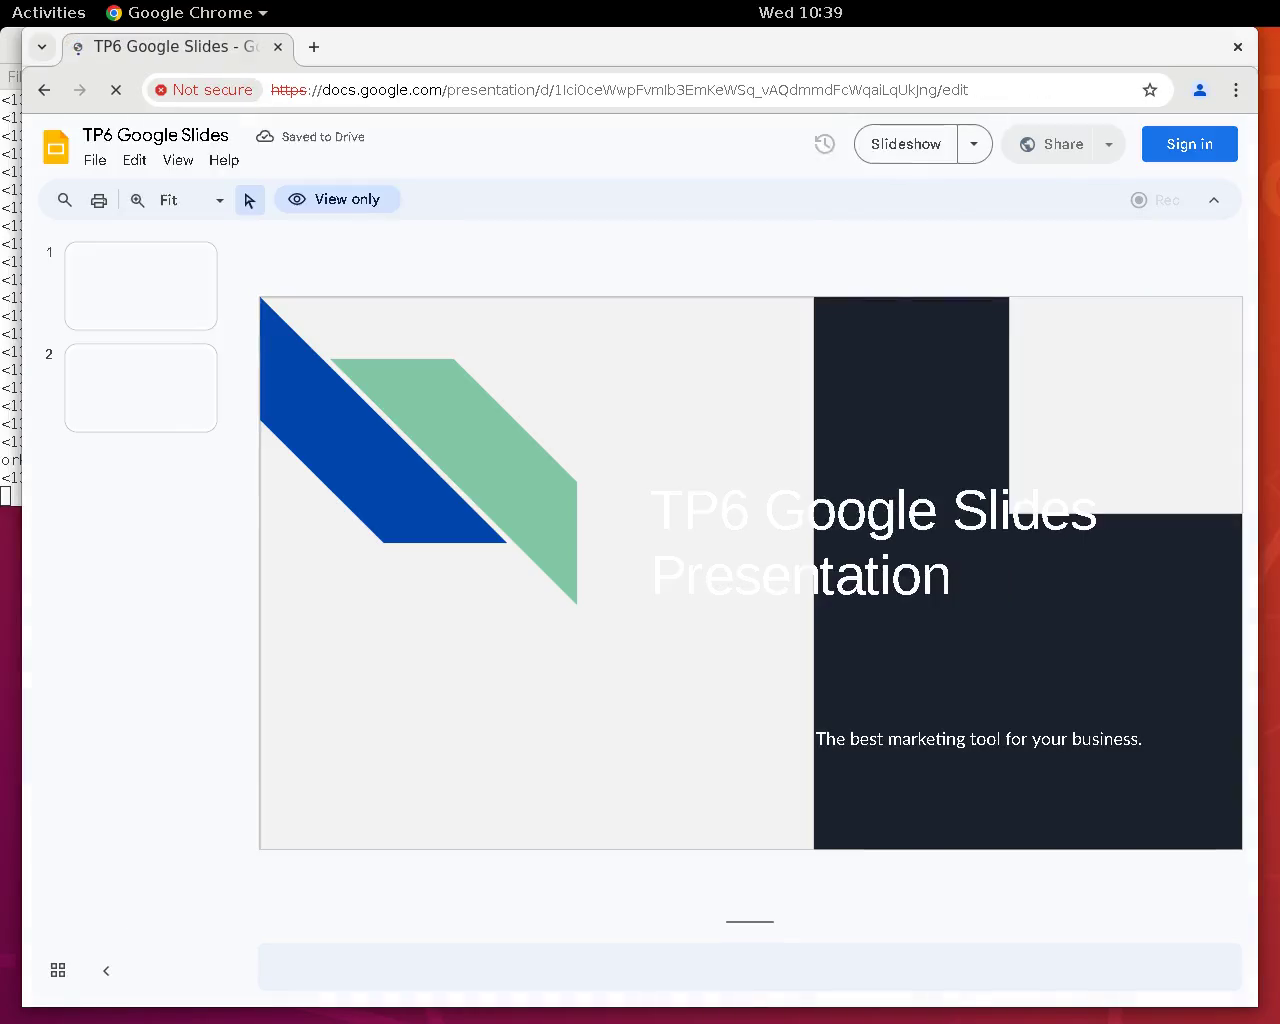 Activities
Google Chrome
Wed 10:39
TP6 Google Slides - G
Not secure
https://docs.google.com/presentation/d/1Ici0ceWwpFvmIb3EmKeWSq_vAQdmmdFcWqaiLqUkJng/edit
TP6 Google Slides
Saved to Drive
Slideshow
Share
Sign in
File Edit View Help
Fit
View only
Rec
1
2
TP6 Google Slides
Presentation
The best marketing tool for your business.